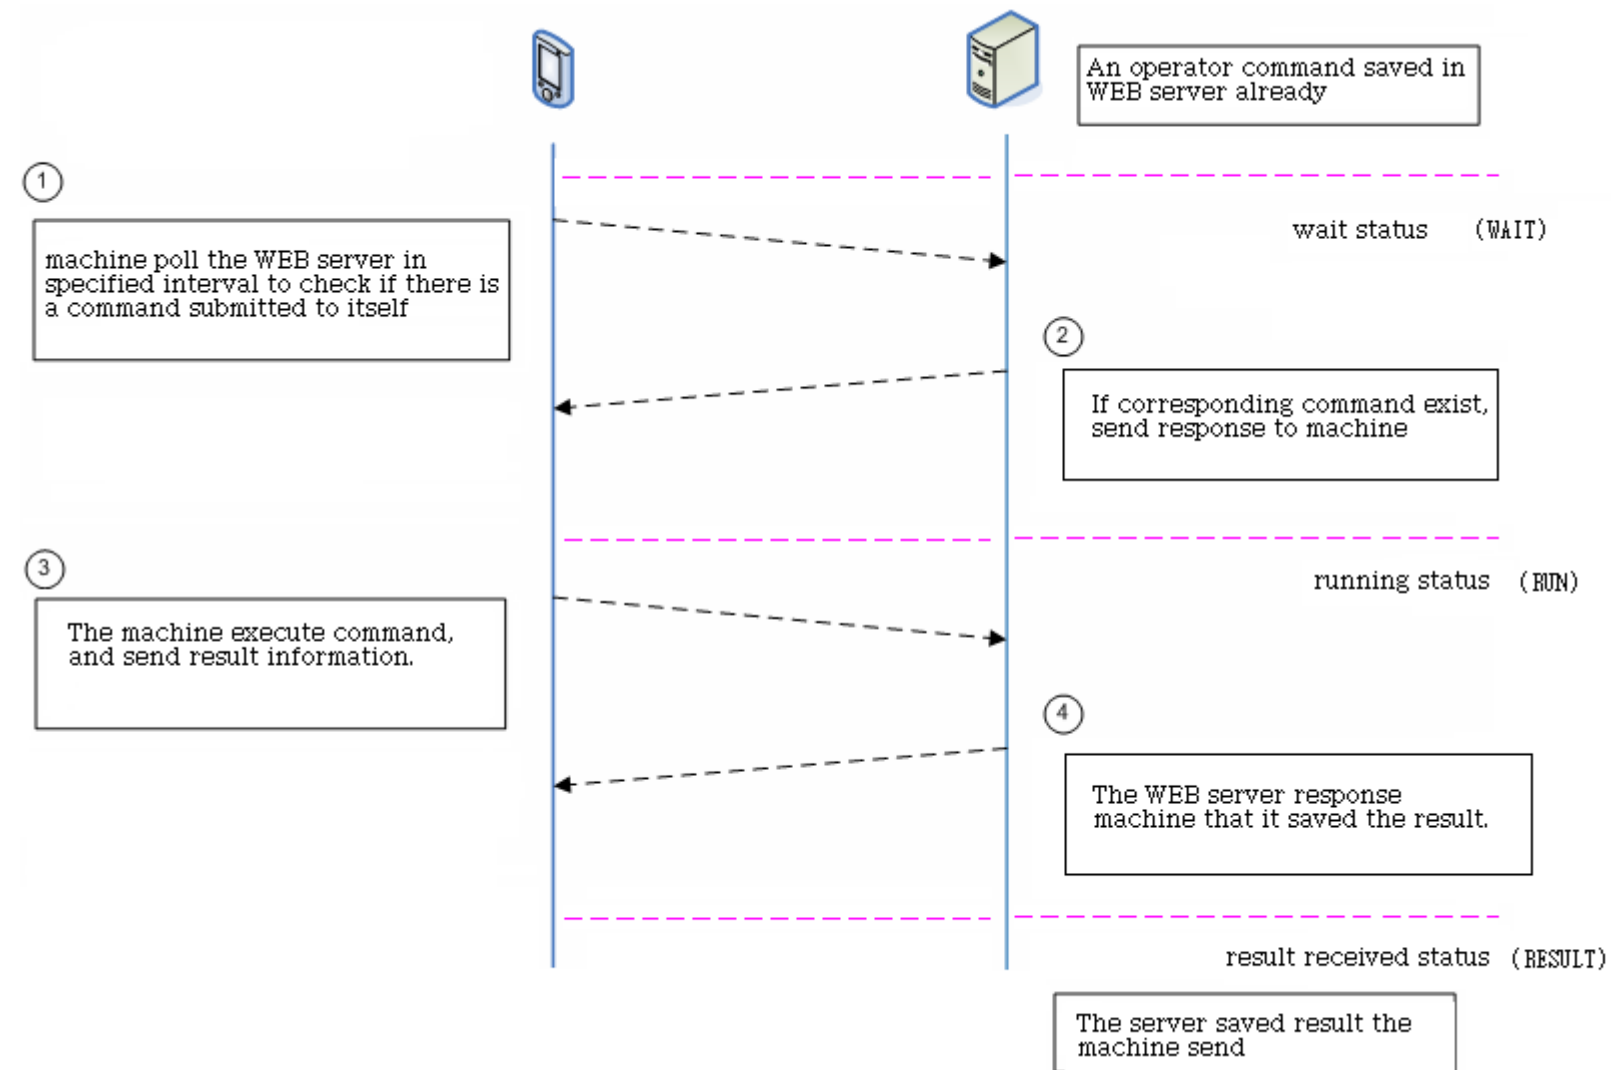 An operator command saved in
WEB server already
1
wait status (WAIT)
machine poll the WEB server in
specified interval to check if there is
a command submitted to itself
2
If corresponding command exist,
send response to machine
3
running status (RUN)
The machine execute command,
and send result information.
4
The WEB server response
machine that it saved the result.
result received status (RESULT)
The server saved result the
machine send